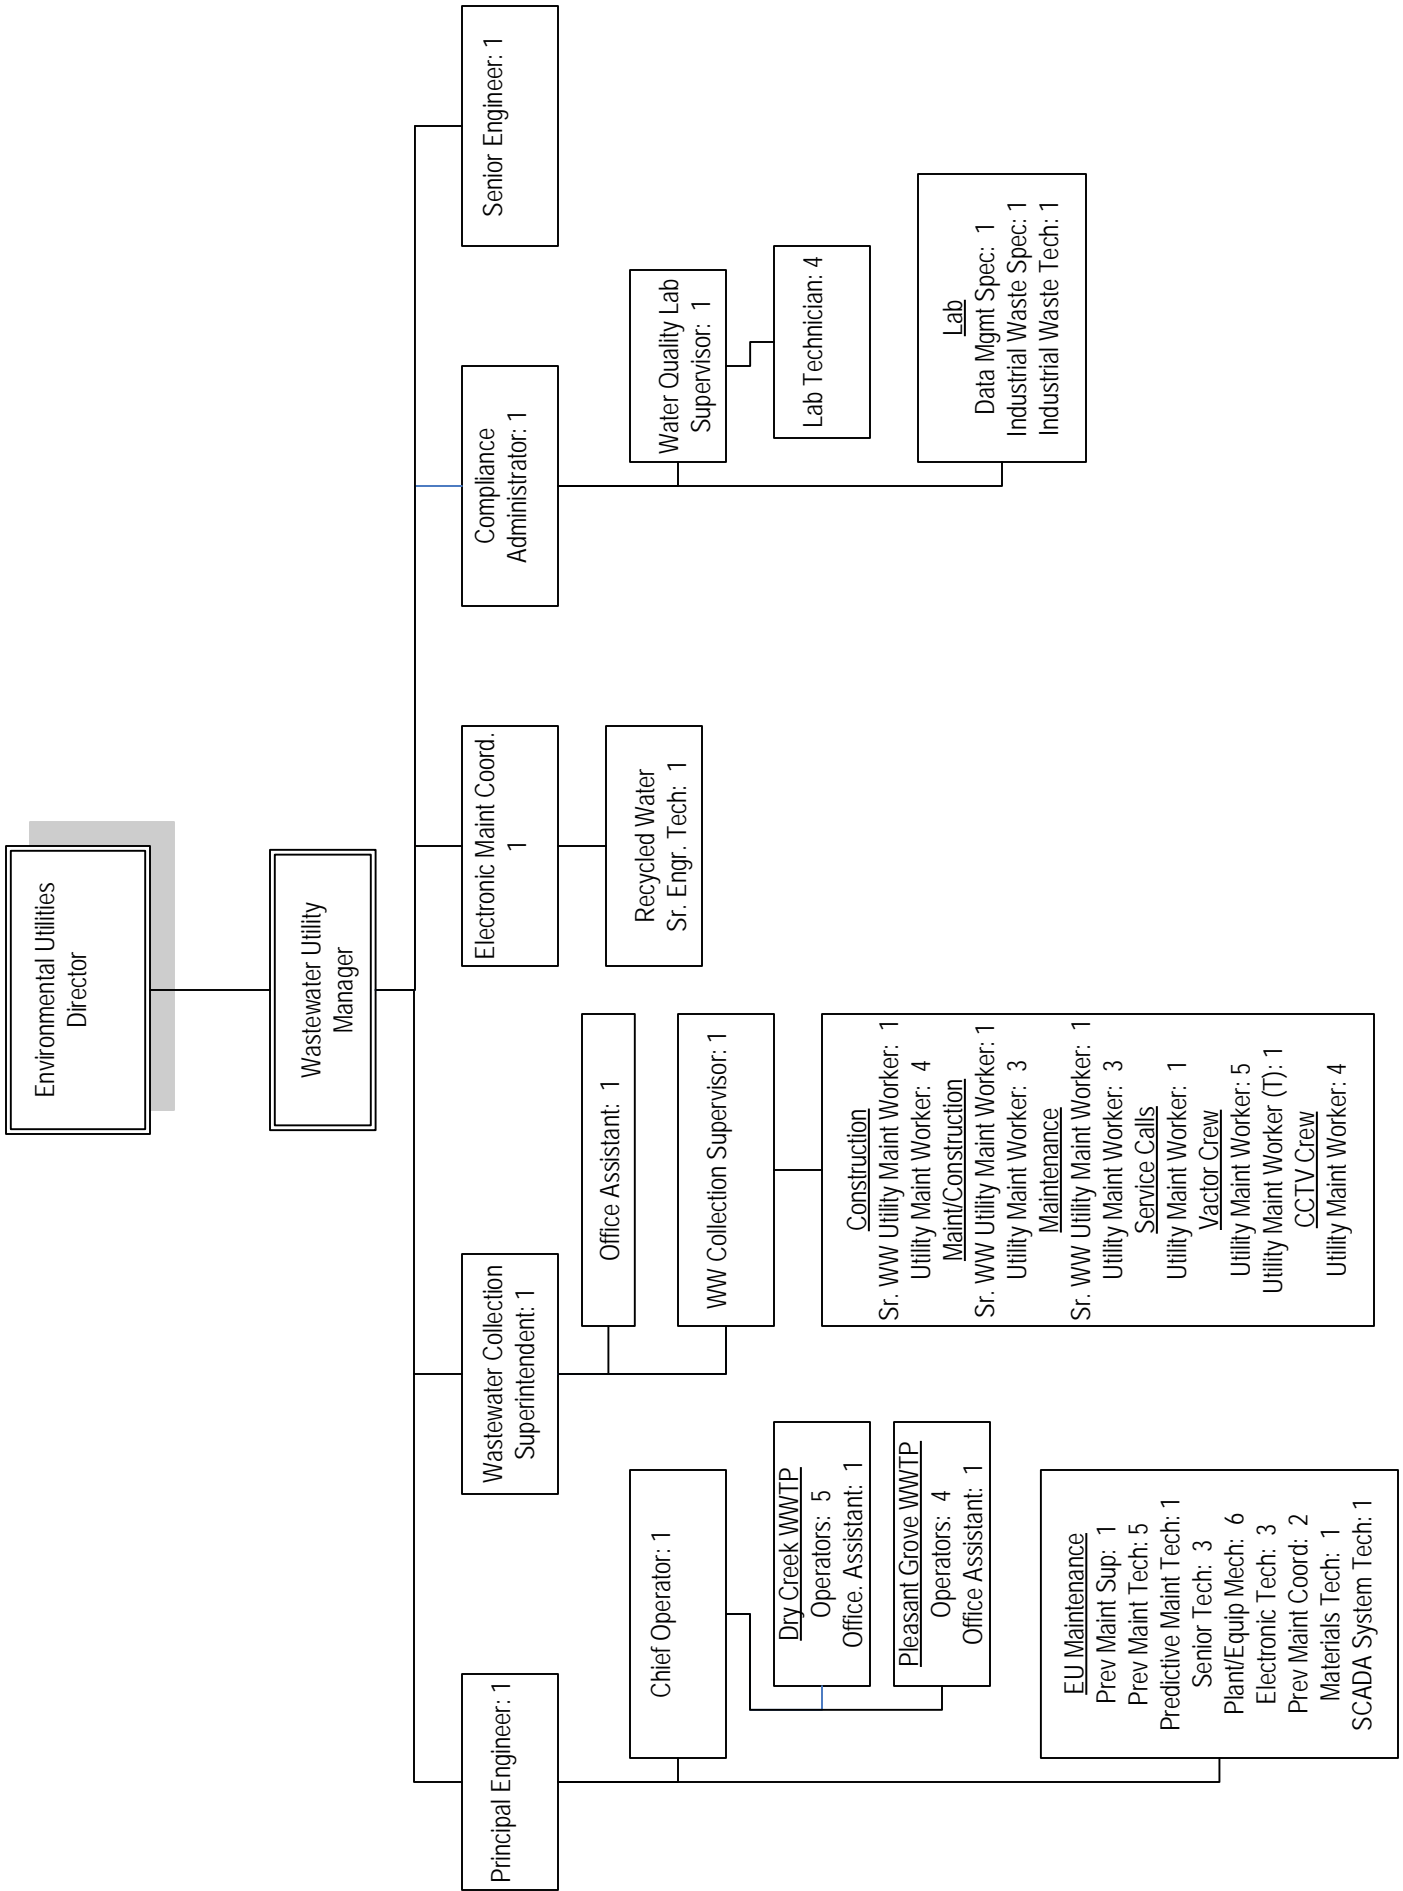 Environmental Utilities
Director
Wastewater Utility
Manager
Principal Engineer: 1
Wastewater Collection
Superintendent: 1
Electronic Maint Coord.
1
Compliance
Administrator: 1
Senior Engineer: 1
Chief Operator: 1
Dry Creek WWTP
Operators: 5
Office. Assistant: 1
Pleasant Grove WWTP
Operators: 4
Office Assistant: 1
EU Maintenance
Prev Maint Sup: 1
Prev Maint Tech: 5
Predictive Maint Tech: 1
Senior Tech: 3
Plant/Equip Mech: 6
Electronic Tech: 3
Prev Maint Coord: 2
Materials Tech: 1
SCADA System Tech: 1
Office Assistant: 1
WW Collection Supervisor: 1
Construction
Sr. WW Utility Maint Worker: 1
Utility Maint Worker: 4
Maint/Construction
Sr. WW Utility Maint Worker: 1
Utility Maint Worker: 3
Maintenance
Sr. WW Utility Maint Worker: 1
Utility Maint Worker: 3
Service Calls
Utility Maint Worker: 1
Vactor Crew
Utility Maint Worker: 5
Utility Maint Worker (T): 1
CCTV Crew
Utility Maint Worker: 4
Recycled Water
Sr. Engr. Tech: 1
Water Quality Lab
Supervisor: 1
Lab Technician: 4
Lab
Data Mgmt Spec: 1
Industrial Waste Spec: 1
Industrial Waste Tech: 1